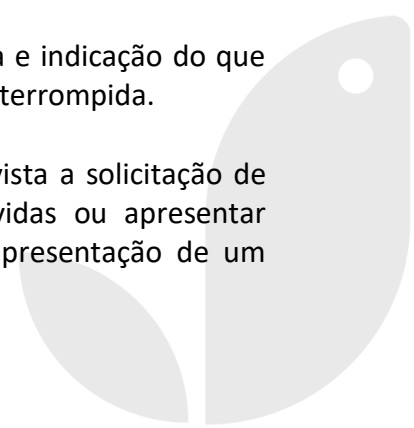 a e indicação do que
terrompida.
vista a solicitação de
vidas ou apresentar
presentação de um